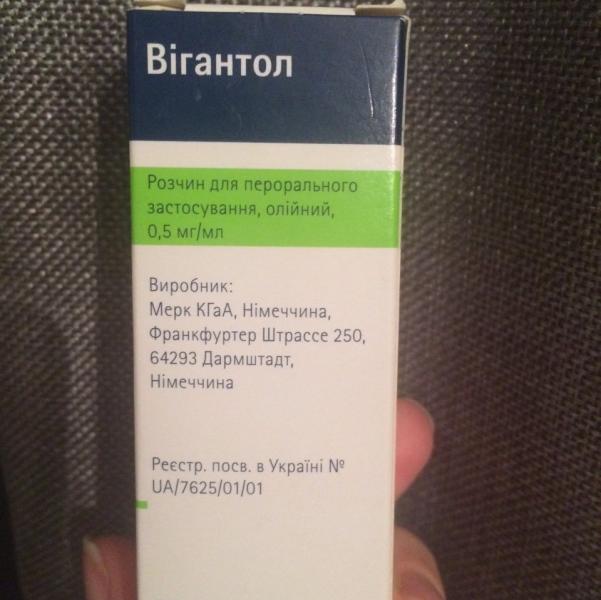 Вігантол
Розчин для перорального
застосування, олійний,
0,5 мг/мл
Виробник:
Мерк КГаА, Німеччина,
Франкфуртер Штрассе 250,
64293 Дармштадт,
Німеччина
Реєстр. посв. в Україні №
UA/7625/01/01